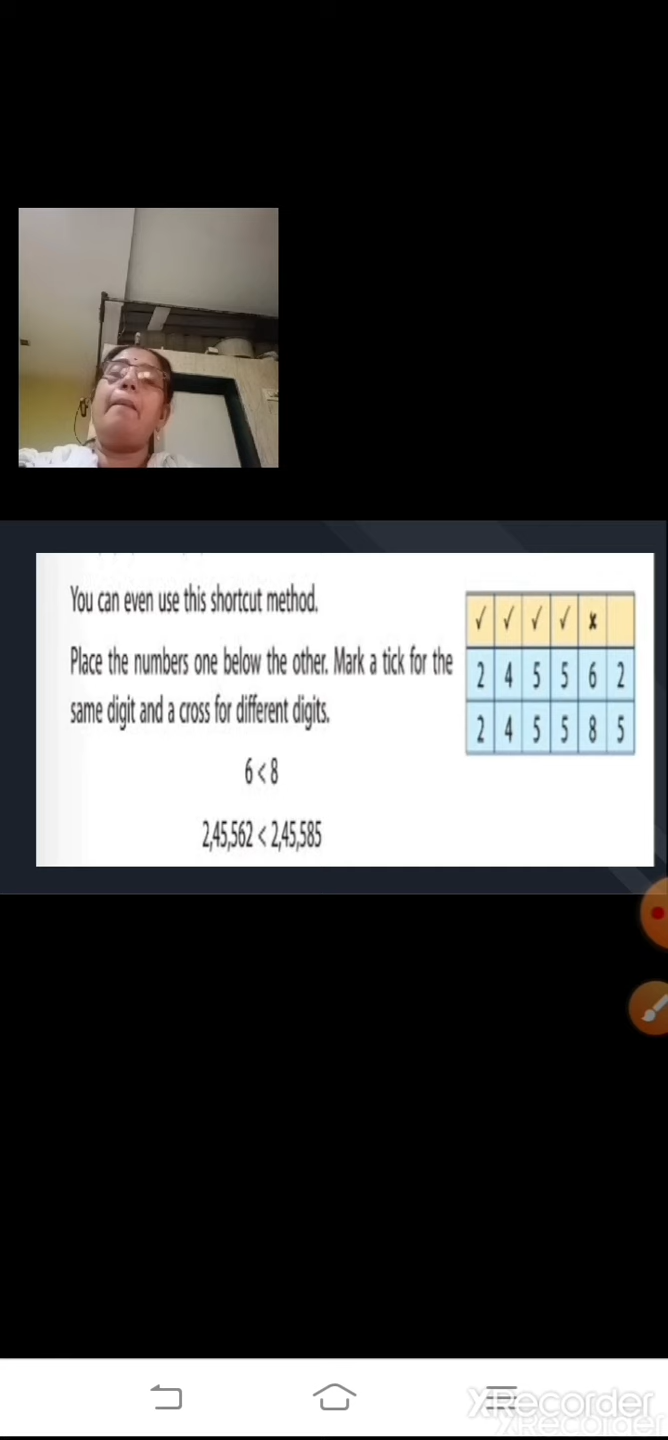 You can even use this shortcut method.
Place the numbers one below the other. Mark a tick for the
same digit and a cross for different digits.
6 < 8
2,45,562 < 2,45,585
✓ ✓ ✓ ✓ x
2 4 5 5 6 2
2 4 5 5 8 5
XRecorder
XRecorder